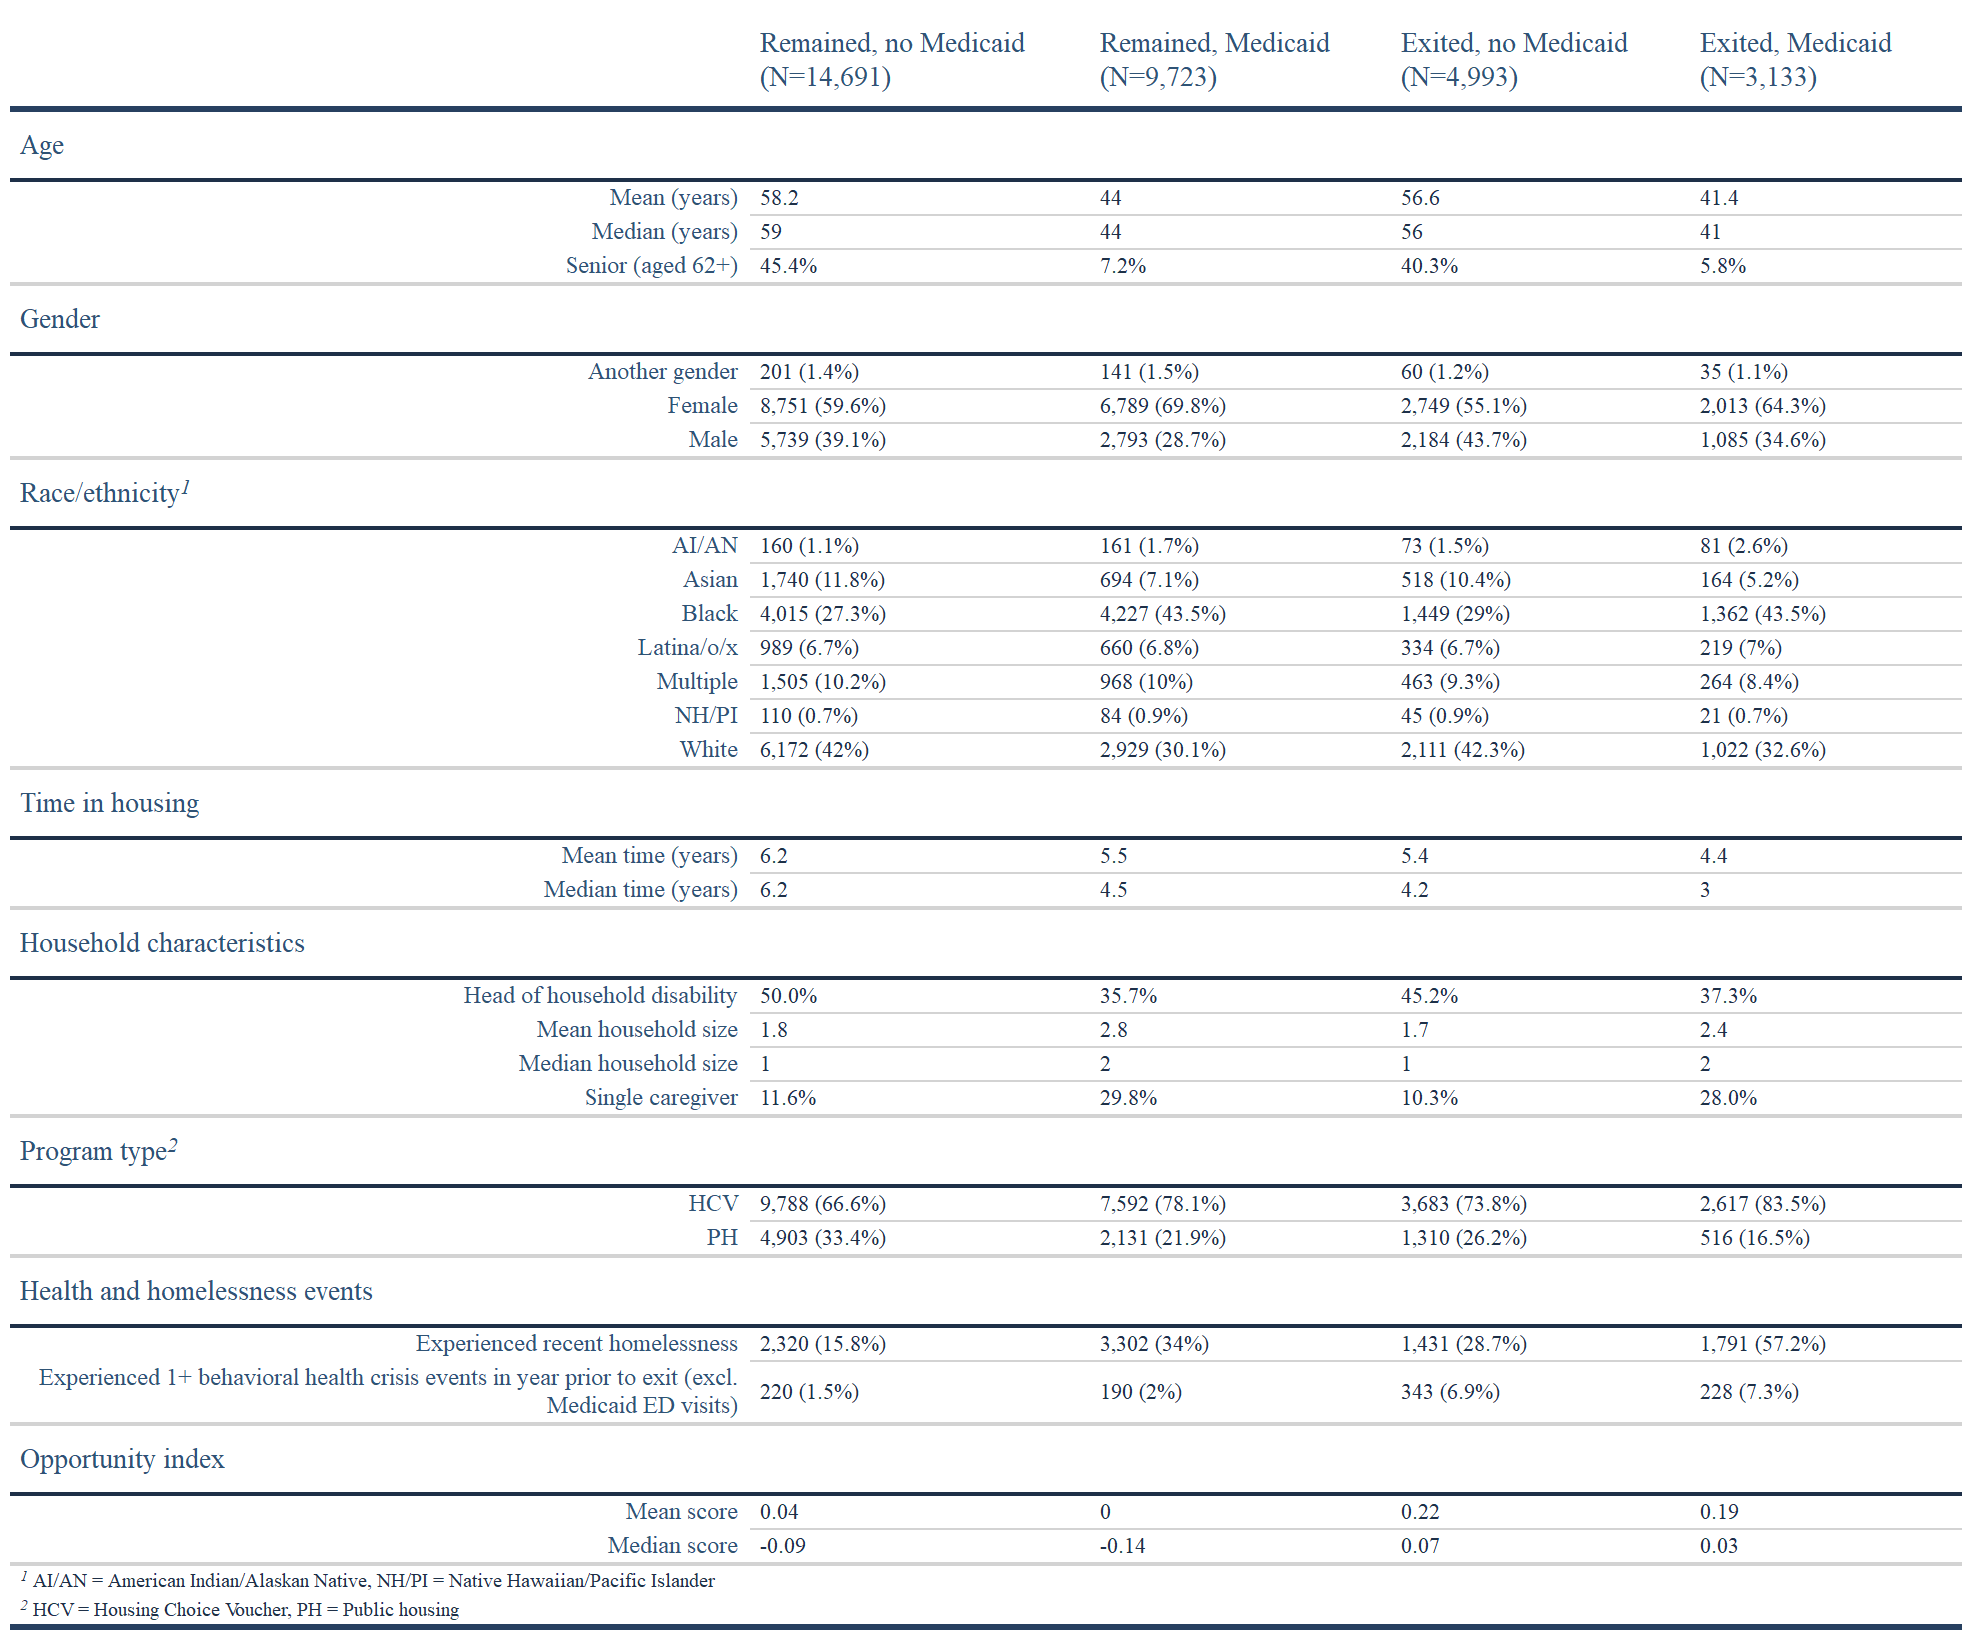 Remained, no Medicaid (N=14,691) Remained, Medicaid (N=9,723) Exited, no Medicaid (N=4,993) Exited, Medicaid (N=3,133)
Age
Mean (years) 58.2 44 56.6 41.4
Median (years) 59 44 56 41
Senior (aged 62+) 45.4% 7.2% 40.3% 5.8%
Gender
Another gender 201 (1.4%) 141 (1.5%) 60 (1.2%) 35 (1.1%)
Female 8,751 (59.6%) 6,789 (69.8%) 2,749 (55.1%) 2,013 (64.3%)
Male 5,739 (39.1%) 2,793 (28.7%) 2,184 (43.7%) 1,085 (34.6%)
Race/ethnicity1
AI/AN 160 (1.1%) 161 (1.7%) 73 (1.5%) 81 (2.6%)
Asian 1,740 (11.8%) 694 (7.1%) 518 (10.4%) 164 (5.2%)
Black 4,015 (27.3%) 4,227 (43.5%) 1,449 (29%) 1,362 (43.5%)
Latina/o/x 989 (6.7%) 660 (6.8%) 334 (6.7%) 219 (7%)
Multiple 1,505 (10.2%) 968 (10%) 463 (9.3%) 264 (8.4%)
NH/PI 110 (0.7%) 84 (0.9%) 45 (0.9%) 21 (0.7%)
White 6,172 (42%) 2,929 (30.1%) 2,111 (42.3%) 1,022 (32.6%)
Time in housing
Mean time (years) 6.2 5.5 5.4 4.4
Median time (years) 6.2 4.5 4.2 3
Household characteristics
Head of household disability 50.0% 35.7% 45.2% 37.3%
Mean household size 1.8 2.8 1.7 2.4
Median household size 1 2 1 2
Single caregiver 11.6% 29.8% 10.3% 28.0%
Program type2
HCV 9,788 (66.6%) 7,592 (78.1%) 3,683 (73.8%) 2,617 (83.5%)
PH 4,903 (33.4%) 2,131 (21.9%) 1,310 (26.2%) 516 (16.5%)
Health and homelessness events
Experienced recent homelessness 2,320 (15.8%) 3,302 (34%) 1,431 (28.7%) 1,791 (57.2%)
Experienced 1+ behavioral health crisis events in year prior to exit (excl.
Medicaid ED visits) 220 (1.5%) 190 (2%) 343 (6.9%) 228 (7.3%)
Opportunity index
Mean score 0.04 0 0.22 0.19
Median score -0.09 -0.14 0.07 0.03
1 AI/AN = American Indian/Alaskan Native, NH/PI = Native Hawaiian/Pacific Islander
2 HCV = Housing Choice Voucher, PH = Public housing